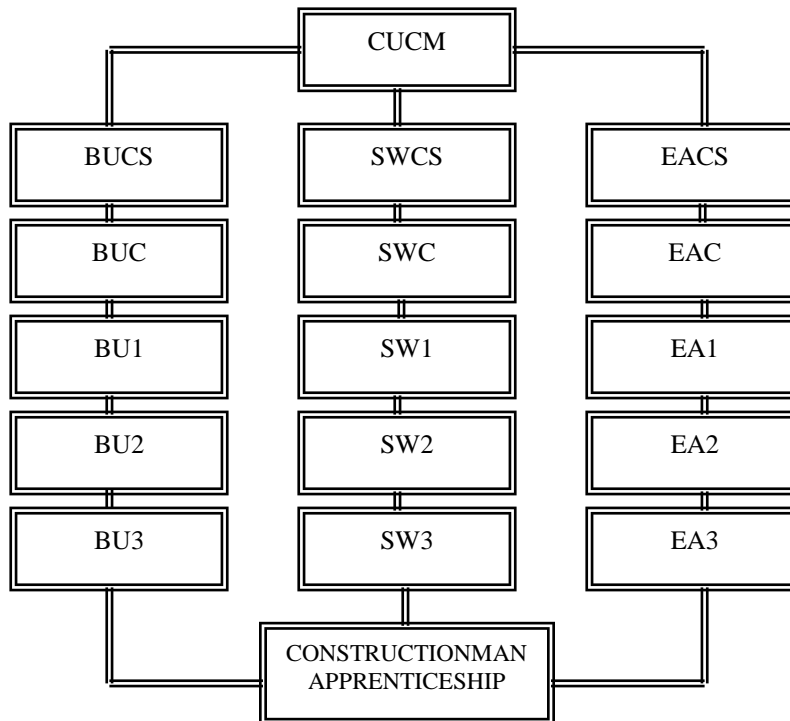 CUCM
BUCS
SWCS
EACS
BUC
SWC
EAC
BU1
SW1
EA1
BU2
SW2
EA2
BU3
SW3
EA3
CONSTRUCTIONMAN
APPRENTICESHIP